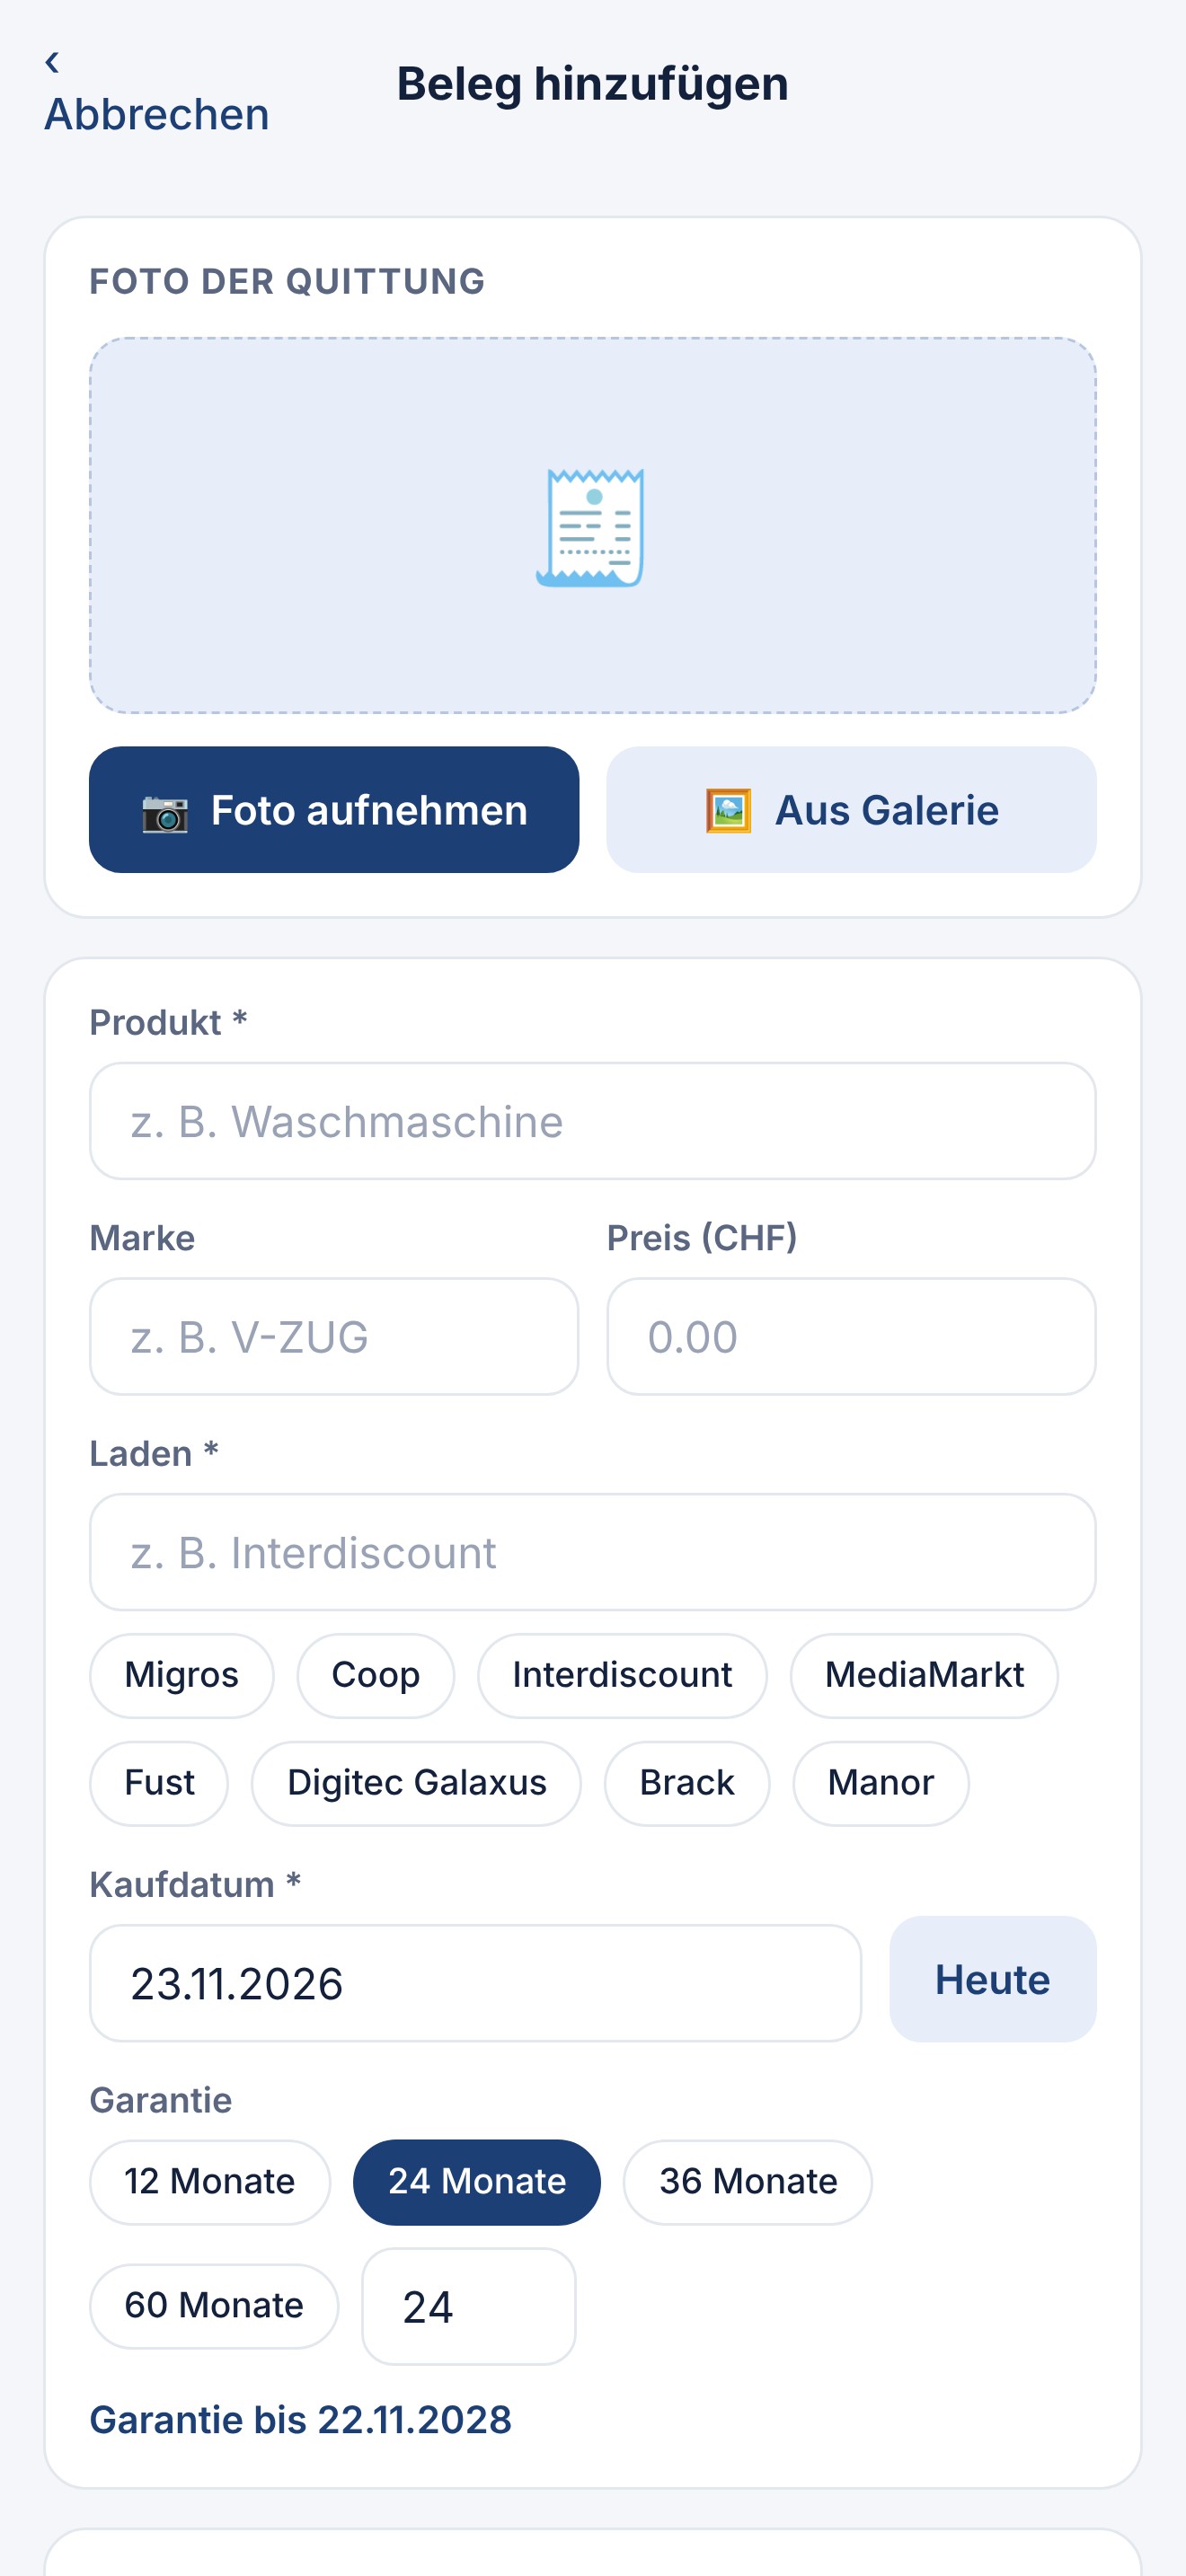 ‹
Abbrechen
Beleg hinzufügen
FOTO DER QUITTUNG
Foto aufnehmen
Aus Galerie
Produkt *
z. B. Waschmaschine
Marke
Preis (CHF)
z. B. V-ZUG
0.00
Laden *
z. B. Interdiscount
Migros
Coop
Interdiscount
MediaMarkt
Fust
Digitec Galaxus
Brack
Manor
Kaufdatum *
23.11.2026
Heute
Garantie
12 Monate
24 Monate
36 Monate
60 Monate
24
Garantie bis 22.11.2028